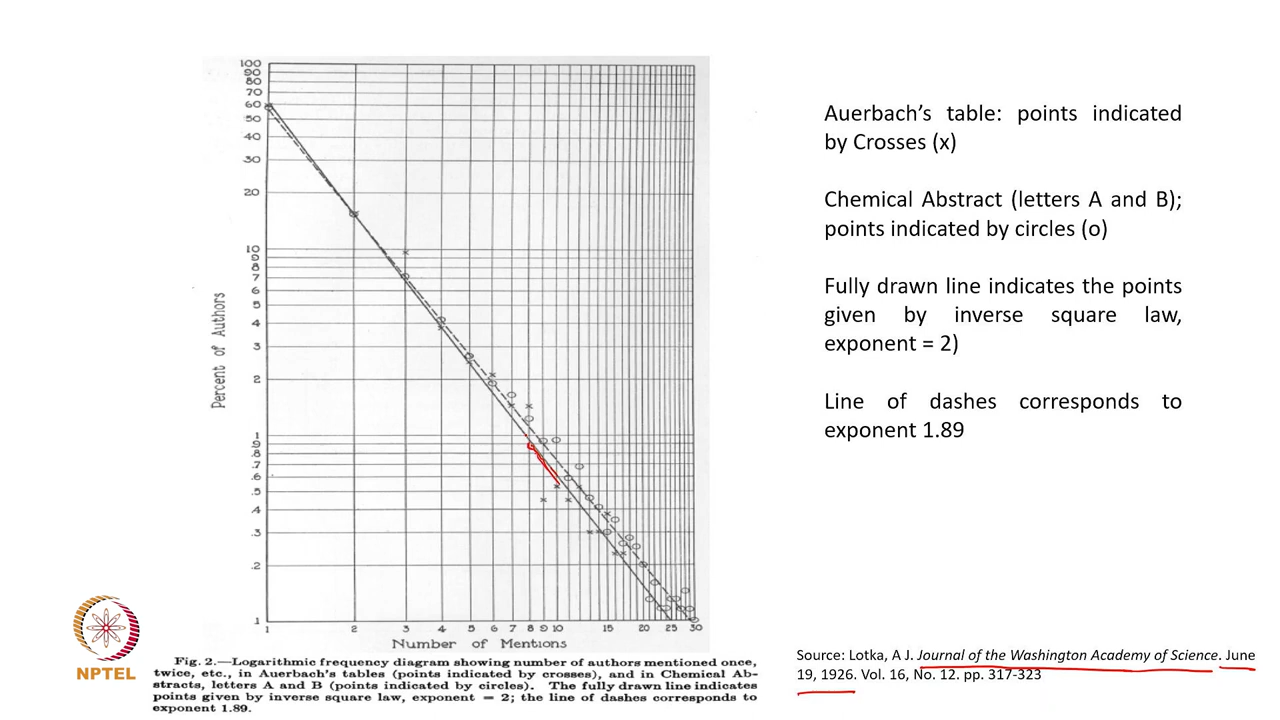 100
90
80
70
60
50
40
30
20
10
9
8
7
6
5
4
3
2
1
.9
.8
.7
.6
.5
.4
.3
.2
.1
Percent of Authors
1 2 3 4 5 6 7 8 9 10 15 20 25 30
Number of Mentions
Fig. 2.—Logarithmic frequency diagram showing number of authors mentioned once,
twice, etc., in Auerbach's tables (points indicated by crosses), and in Chemical Ab-
stracts, letters A and B (points indicated by circles). The fully drawn line indicates
points given by inverse square law, exponent = 2; the line of dashes corresponds to
exponent 1.89.
NPTEL
Auerbach’s table: points indicated
by Crosses (x)
Chemical Abstract (letters A and B);
points indicated by circles (o)
Fully drawn line indicates the points
given by inverse square law,
exponent = 2)
Line of dashes corresponds to
exponent 1.89
Source: Lotka, A J. Journal of the Washington Academy of Science. June
19, 1926. Vol. 16, No. 12. pp. 317-323